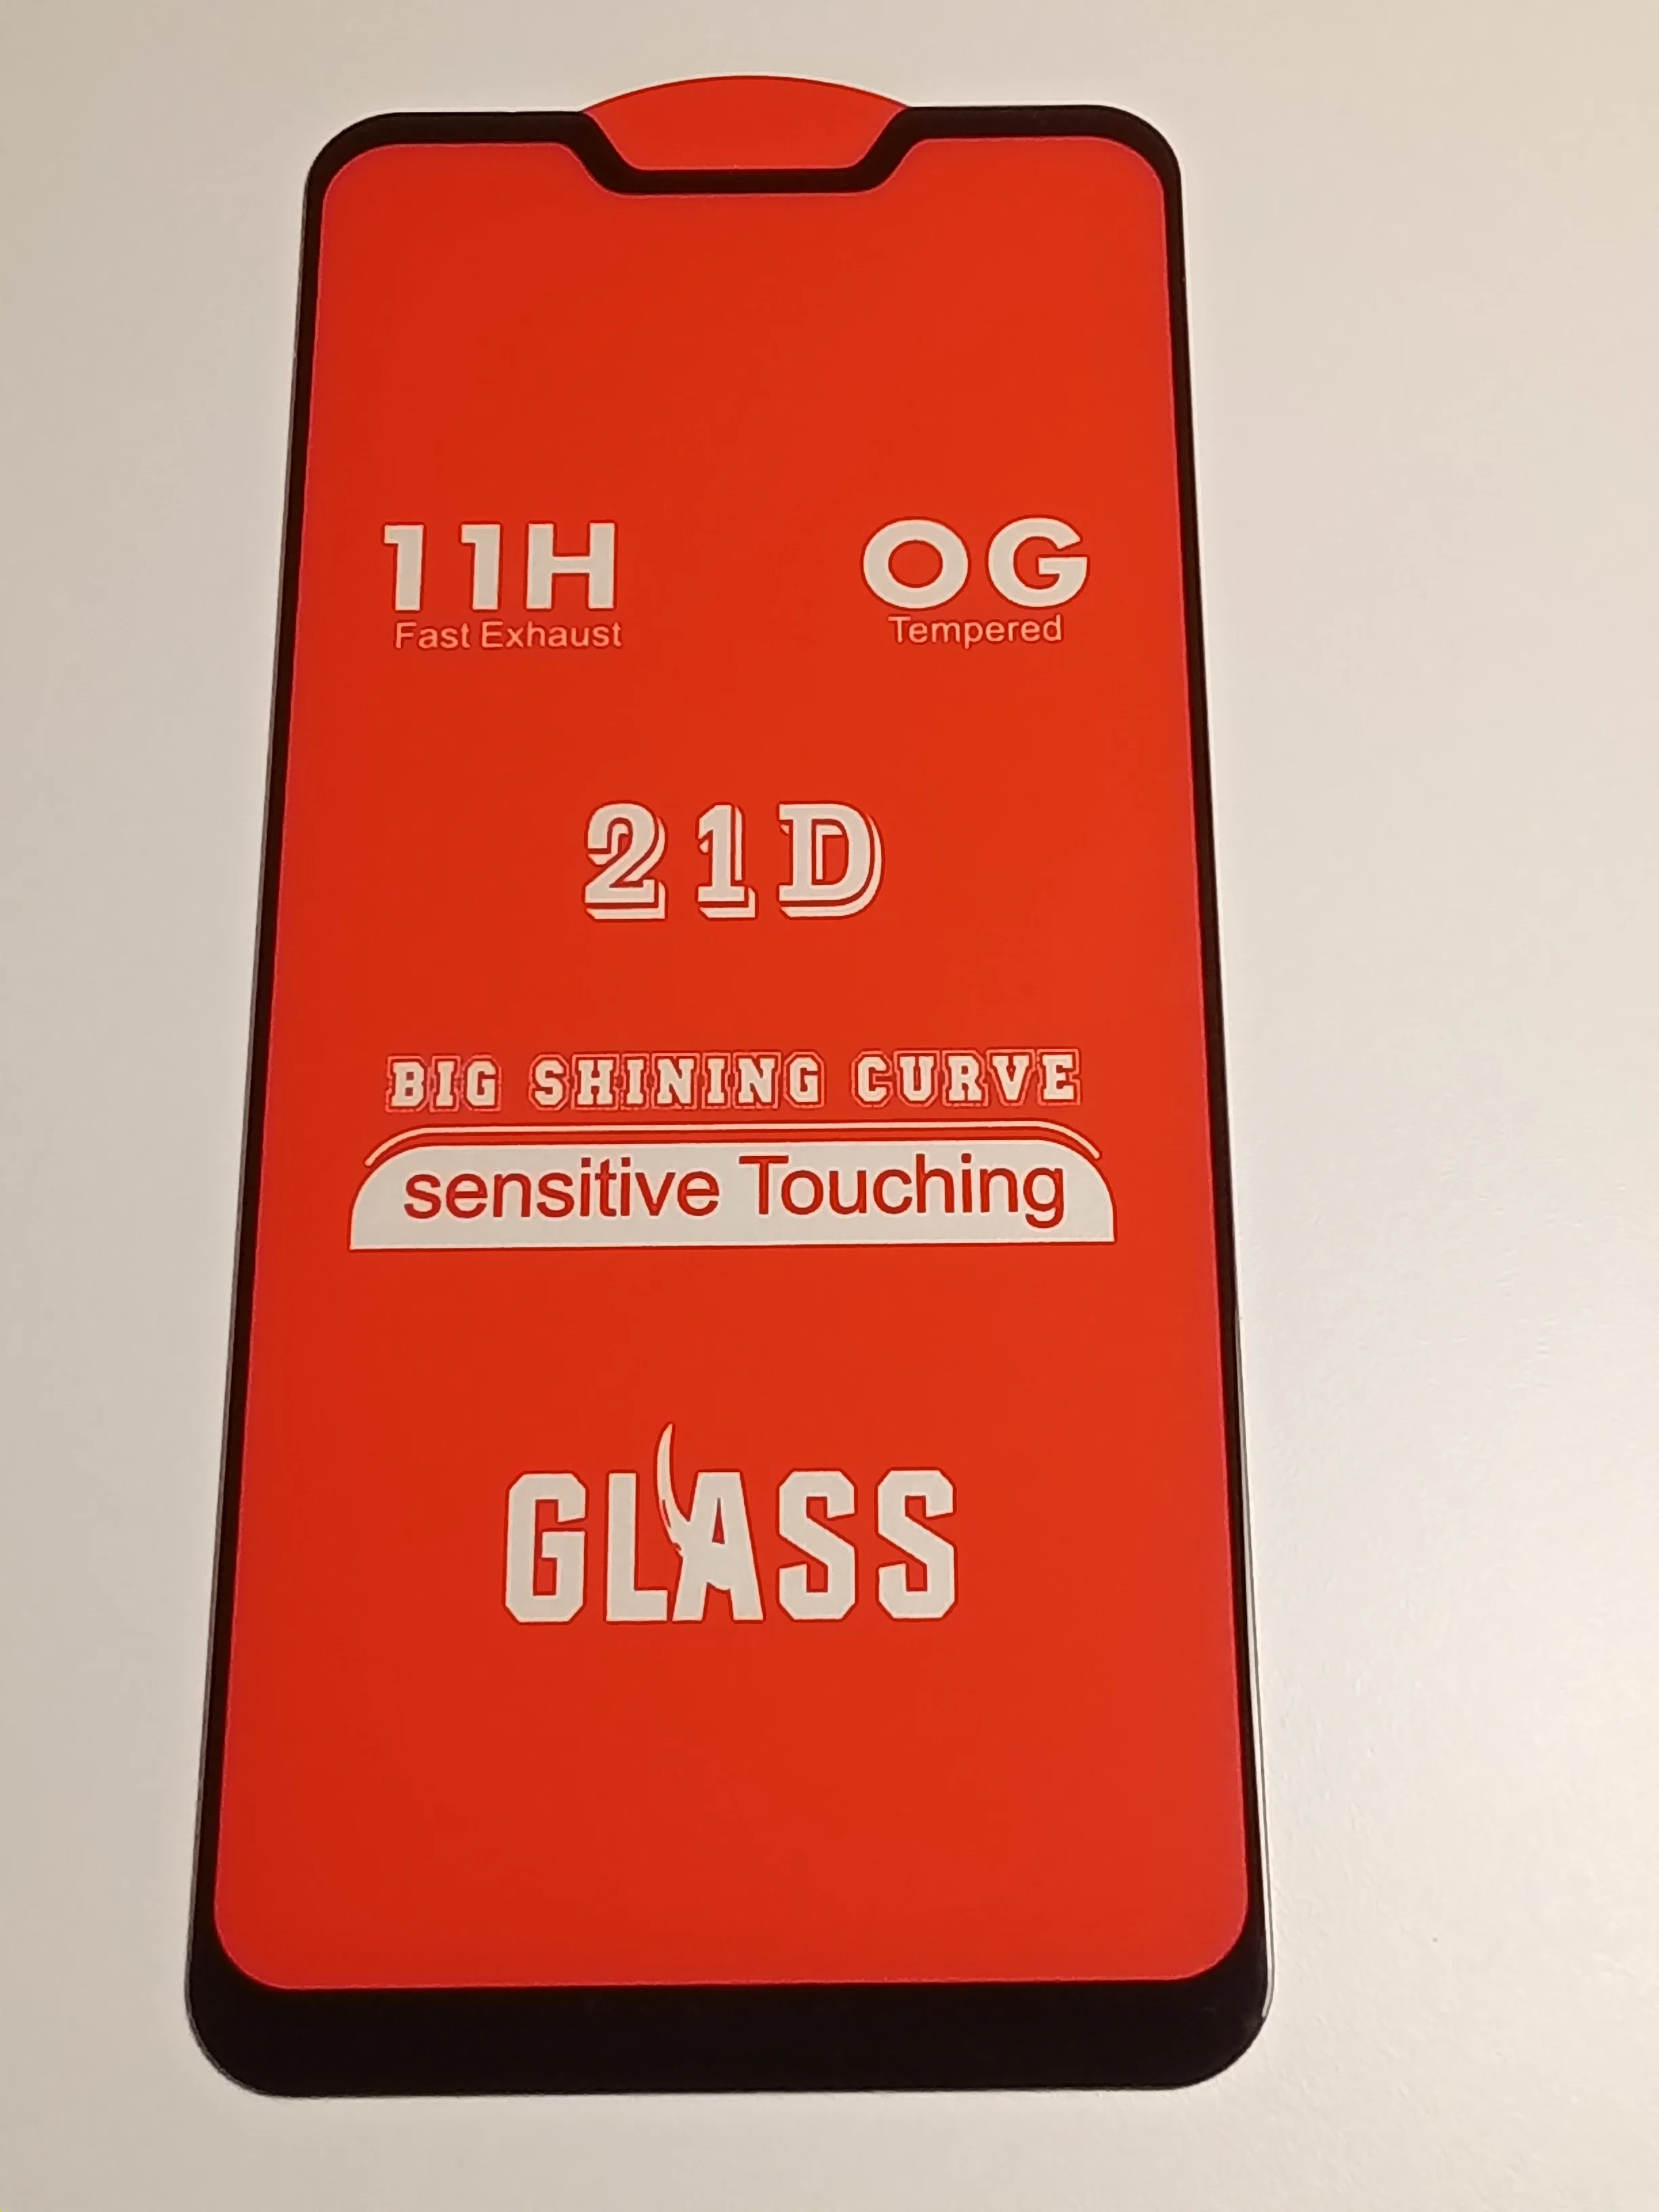 11H OG
Fast Exhaust Tempered
21D
BIG SHINING CURVE
sensitive Touching
GLASS